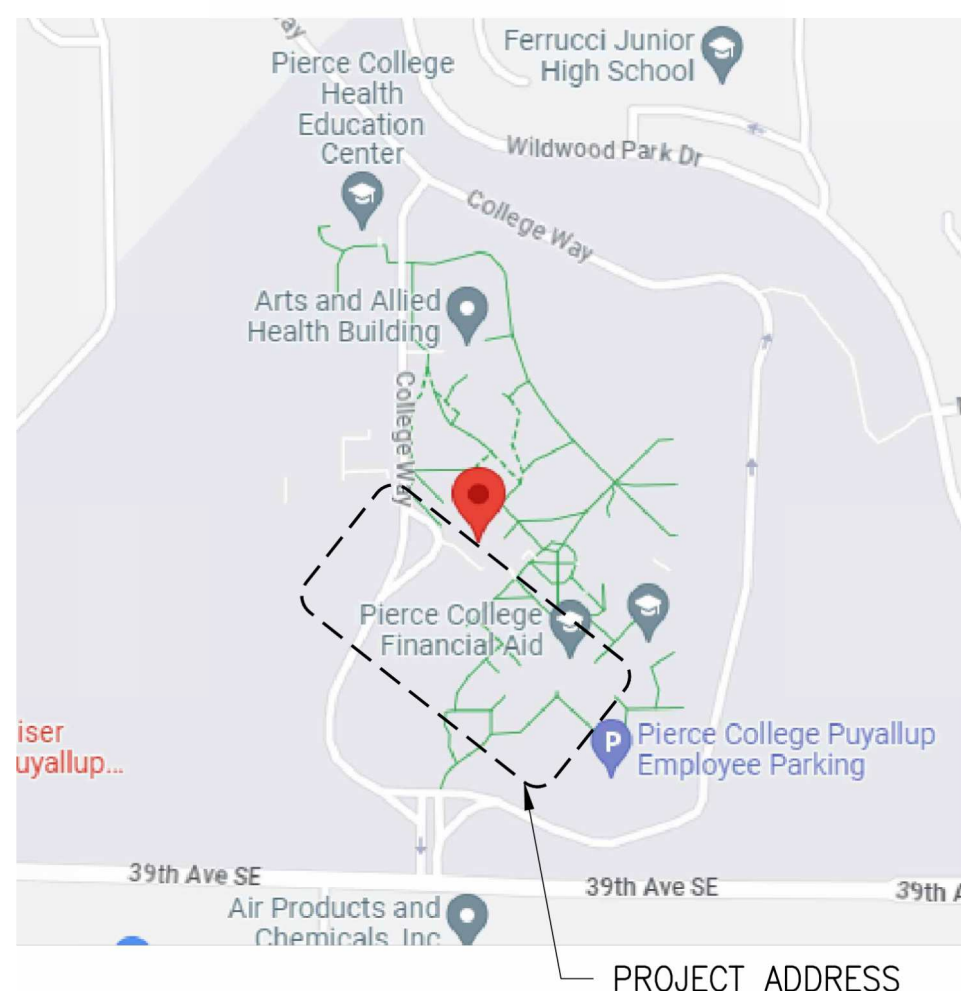 Ferrucci Junior
High School
Pierce College
Health
Education
Center
Wildwood Park Dr
College Way
Arts and Allied
Health Building
College Way
Pierce College
Financial Aid
iser
uyallup...
P
Pierce College Puyallup
Employee Parking
39th Ave SE
39th Ave SE
39th A
Air Products and
Chemicals, Inc
PROJECT ADDRESS